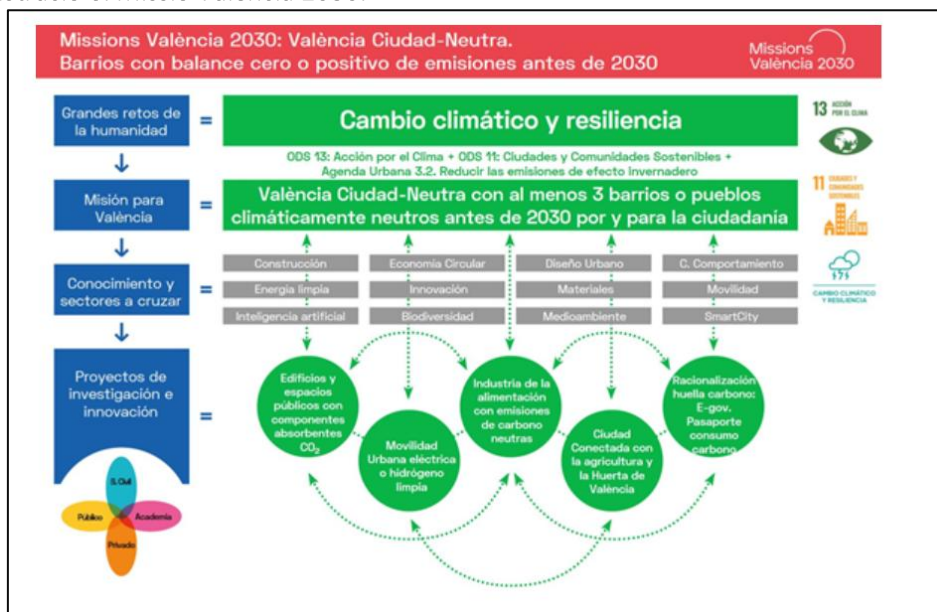 Missions València 2030: València Ciudad-Neutra.
Barrios con balance cero o positivo de emisiones antes de 2030
Missions
València 2030
Grandes retos de
la humanidad
=
Cambio climático y resiliencia
13 ACCIÓN
POR EL CLIMA
ODS 13: Acción por el Clima + ODS 11: Ciudades y Comunidades Sostenibles +
Agenda Urbana 3.2. Reducir las emisiones de efecto invernadero
Misión para
València
=
València Ciudad-Neutra con al menos 3 barrios o pueblos
climáticamente neutros antes de 2030 por y para la ciudadanía
11 CIUDADES Y
COMUNIDADES
SOSTENIBLES
Conocimiento y
sectores a cruzar
=
Construcción
Economía Circular
Diseño Urbano
C. Comportamiento
Energía limpia
Innovación
Materiales
Movilidad
Inteligencia artificial
Biodiversidad
Medioambiente
SmartCity
CAMBIO CLIMÁTICO
Y RESILIENCIA
Proyectos de
investigación e
innovación
=
Edificios y
espacios
públicos con
componentes
absorbentes
CO₂
Movilidad
Urbana eléctrica
o hidrógeno
limpia
Industria de la
alimentación
con emisiones
de carbono
neutras
Ciudad
Conectada con
la agricultura y
la Huerta de
València
Racionalización
huella carbono:
E-gov.
Pasaporte
consumo
carbono
S. Civil
Público
Academia
Privado